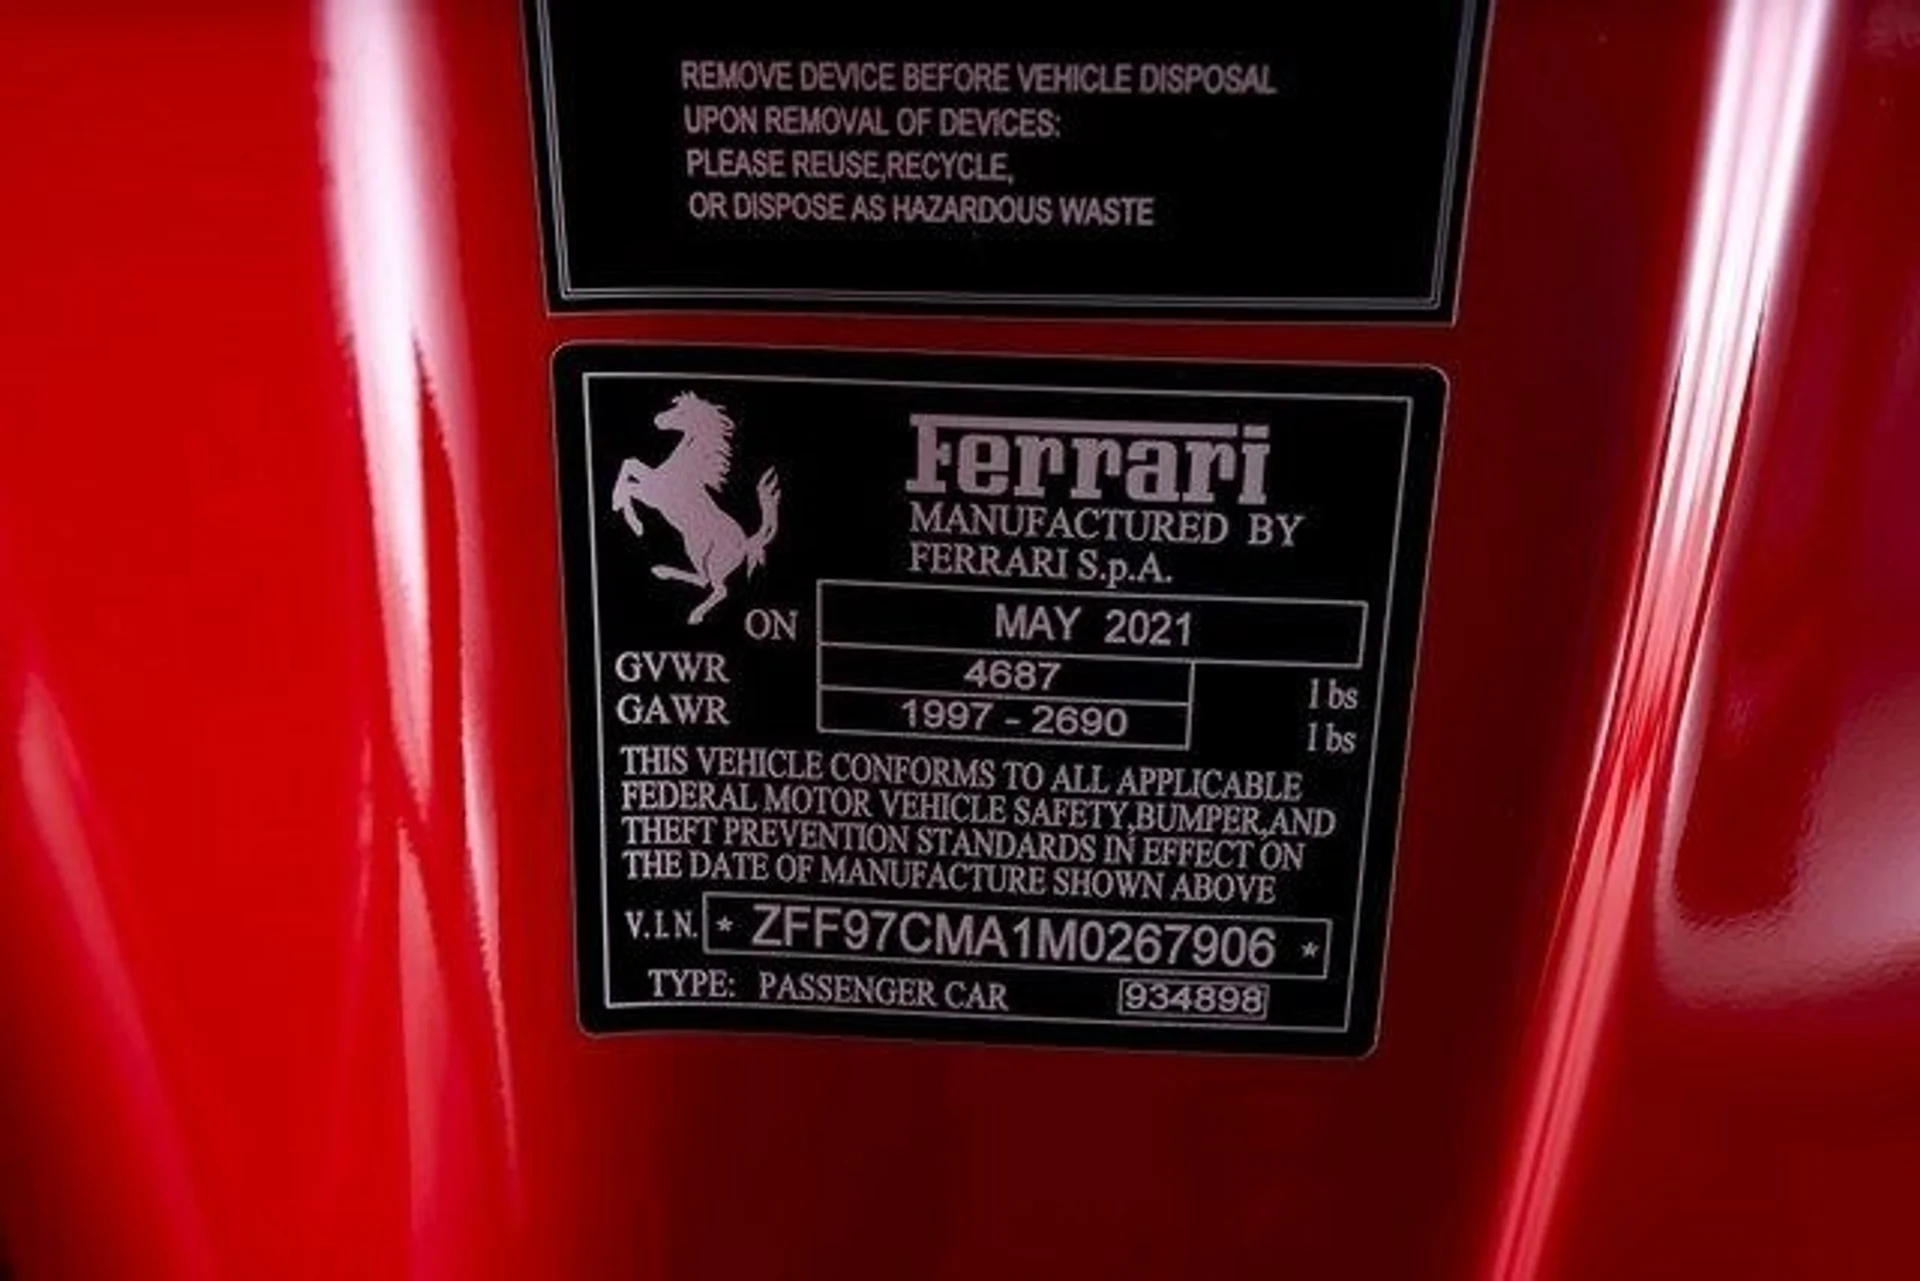 REMOVE DEVICE BEFORE VEHICLE DISPOSAL
UPON REMOVAL OF DEVICES:
PLEASE REUSE,RECYCLE,
OR DISPOSE AS HAZARDOUS WASTE
Ferrari
MANUFACTURED BY
FERRARI S.p.A.
ON MAY 2021
GVWR 4687 lbs
GAWR 1997 - 2690 lbs
THIS VEHICLE CONFORMS TO ALL APPLICABLE
FEDERAL MOTOR VEHICLE SAFETY,BUMPER,AND
THEFT PREVENTION STANDARDS IN EFFECT ON
THE DATE OF MANUFACTURE SHOWN ABOVE
V.I.N. * ZFF97CMA1M0267906 *
TYPE: PASSENGER CAR 934898